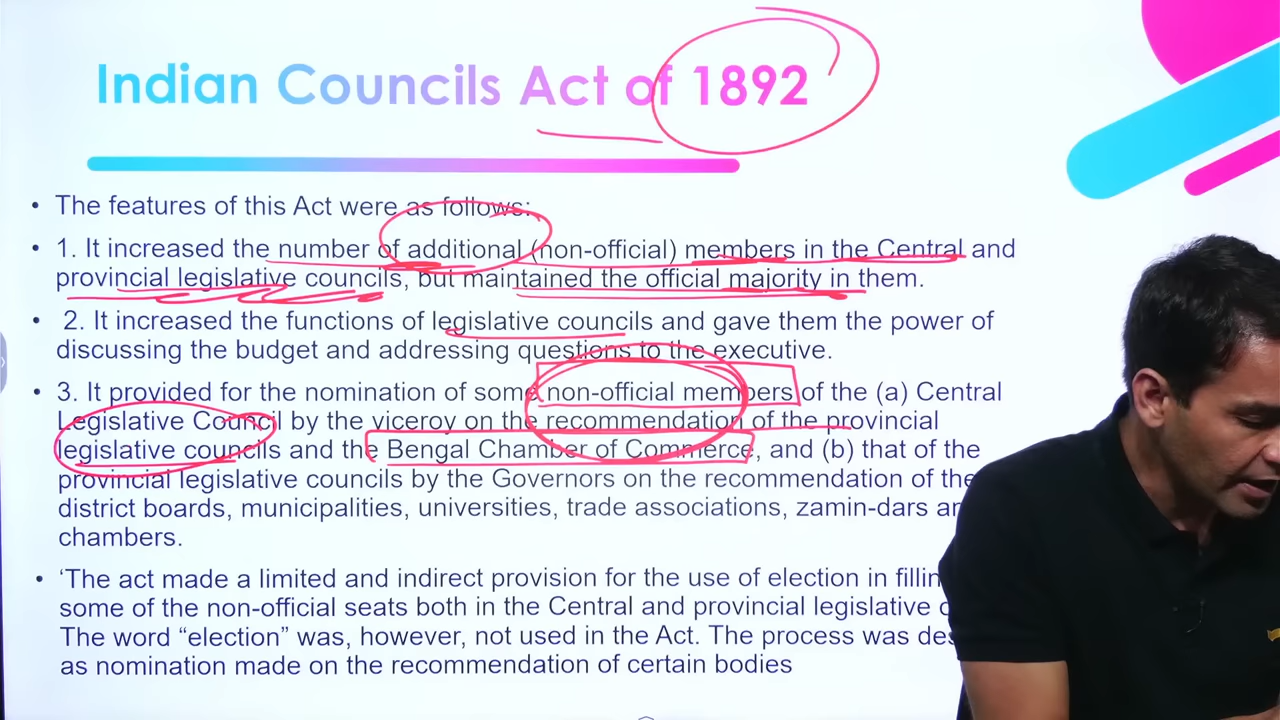 Indian Councils Act of 1892
• The features of this Act were as follows:
• 1. It increased the number of additional (non-official) members in the Central and
provincial legislative councils, but maintained the official majority in them.
• 2. It increased the functions of legislative councils and gave them the power of
discussing the budget and addressing questions to the executive.
• 3. It provided for the nomination of some non-official members of the (a) Central
Legislative Council by the viceroy on the recommendation of the provincial
legislative councils and the Bengal Chamber of Commerce, and (b) that of the
provincial legislative councils by the Governors on the recommendation of the
district boards, municipalities, universities, trade associations, zamin-dars
chambers.
• ‘The act made a limited and indirect provision for the use of election in
some of the non-official seats both in the Central and provincial legislative
The word “election” was, however, not used in the Act. The process was
as nomination made on the recommendation of certain bodies